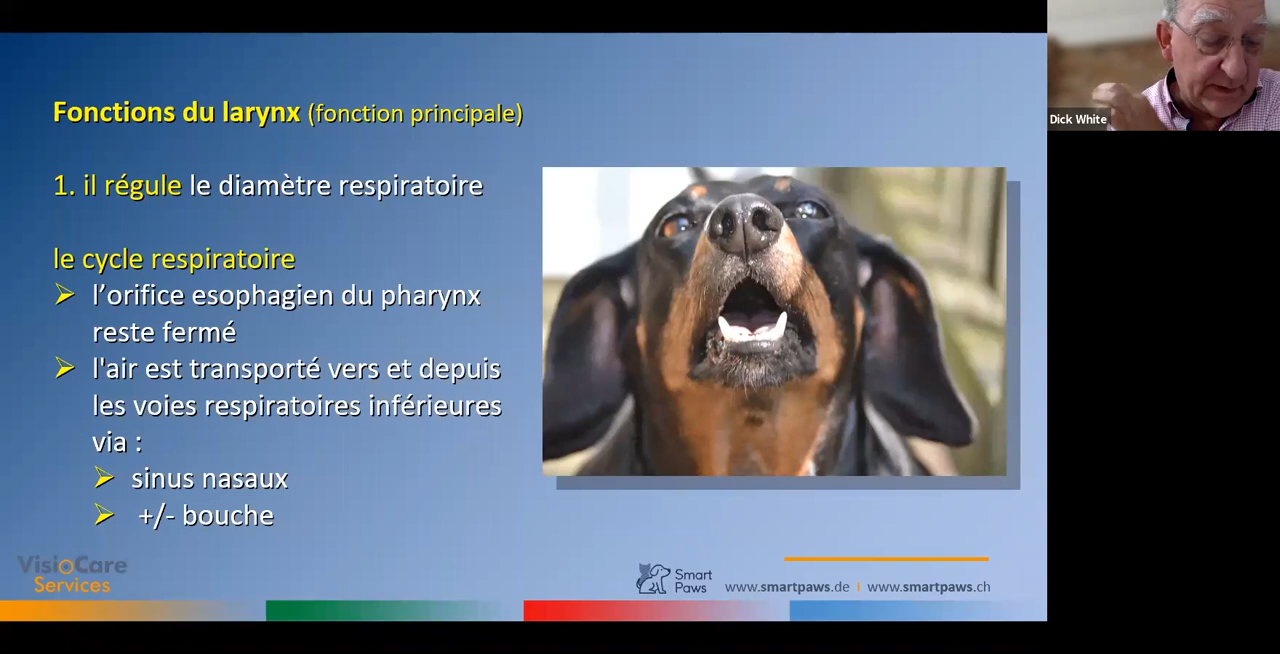 Fonctions du larynx (fonction principale)
1. il régule le diamètre respiratoire
le cycle respiratoire
l’orifice esophagien du pharynx
reste fermé
l'air est transporté vers et depuis
les voies respiratoires inférieures
via :
sinus nasaux
+/- bouche
VisioCare
Services
Smart
Paws
www.smartpaws.de | www.smartpaws.ch
Dick White